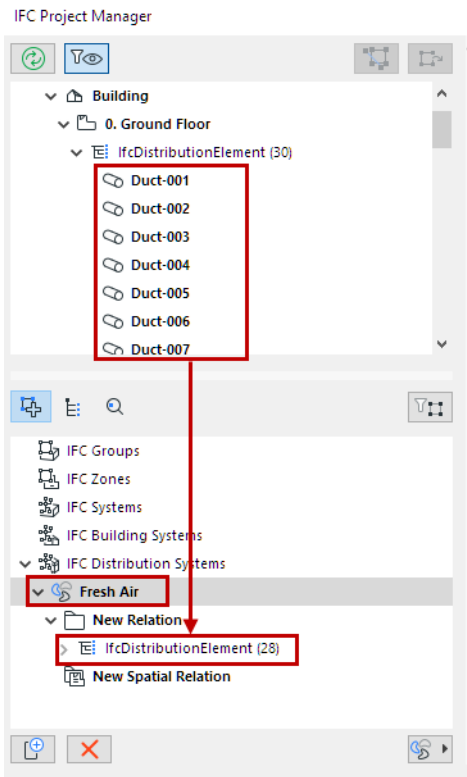 IFC Project Manager
Building
0. Ground Floor
IfcDistributionElement (30)
Duct-001
Duct-002
Duct-003
Duct-004
Duct-005
Duct-006
Duct-007
IFC Groups
IFC Zones
IFC Systems
IFC Building Systems
IFC Distribution Systems
Fresh Air
New Relation
IfcDistributionElement (28)
New Spatial Relation